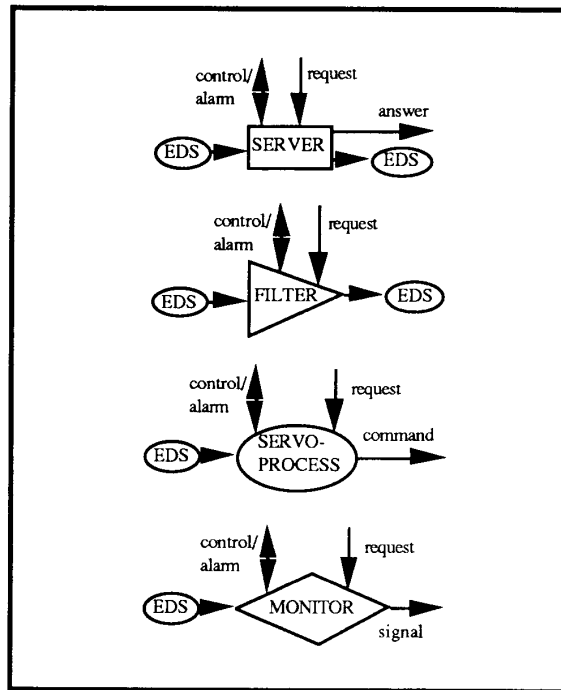 control/
alarm
request
answer
EDS
SERVER
EDS
control/
alarm
request
EDS
FILTER
EDS
control/
alarm
request
SERVO-
PROCESS
command
EDS
control/
alarm
request
EDS
MONITOR
signal